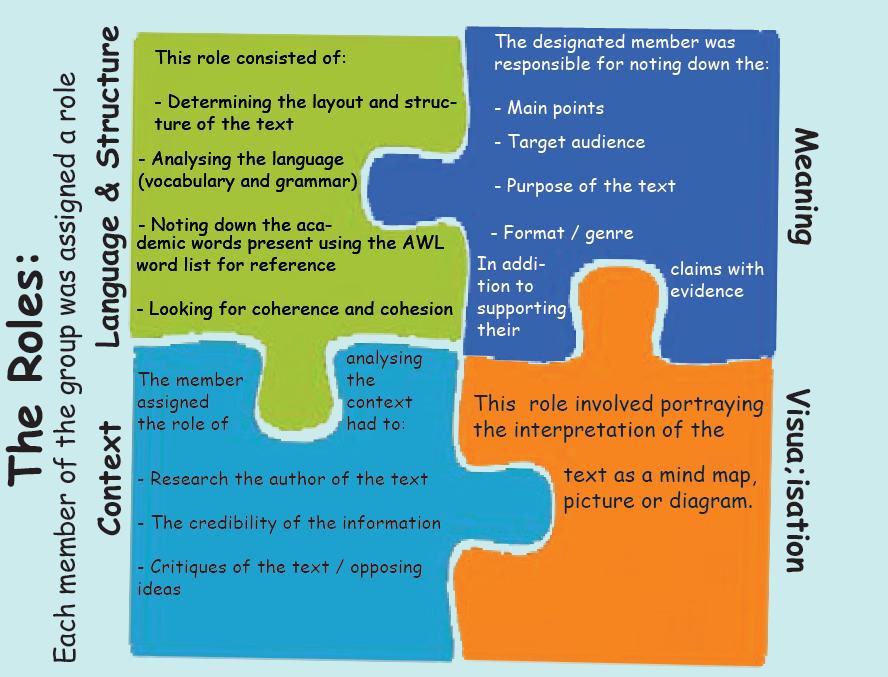 The Roles:
Each member of the group was assigned a role
Language & Structure
This role consisted of:
- Determining the layout and struc-
ture of the text
- Analysing the language
(vocabulary and grammar)
- Noting down the aca-
demic words present using the AWL
word list for reference
- Looking for coherence and cohesion
Meaning
The designated member was
responsible for noting down the:
- Main points
- Target audience
- Purpose of the text
- Format / genre
In addi-
tion to
supporting
their
claims with
evidence
Context
The member
assigned
the role of
analysing
the
context
had to:
- Research the author of the text
- The credibility of the information
- Critiques of the text / opposing
ideas
Visua;isation
This role involved portraying
the interpretation of the
text as a mind map,
picture or diagram.